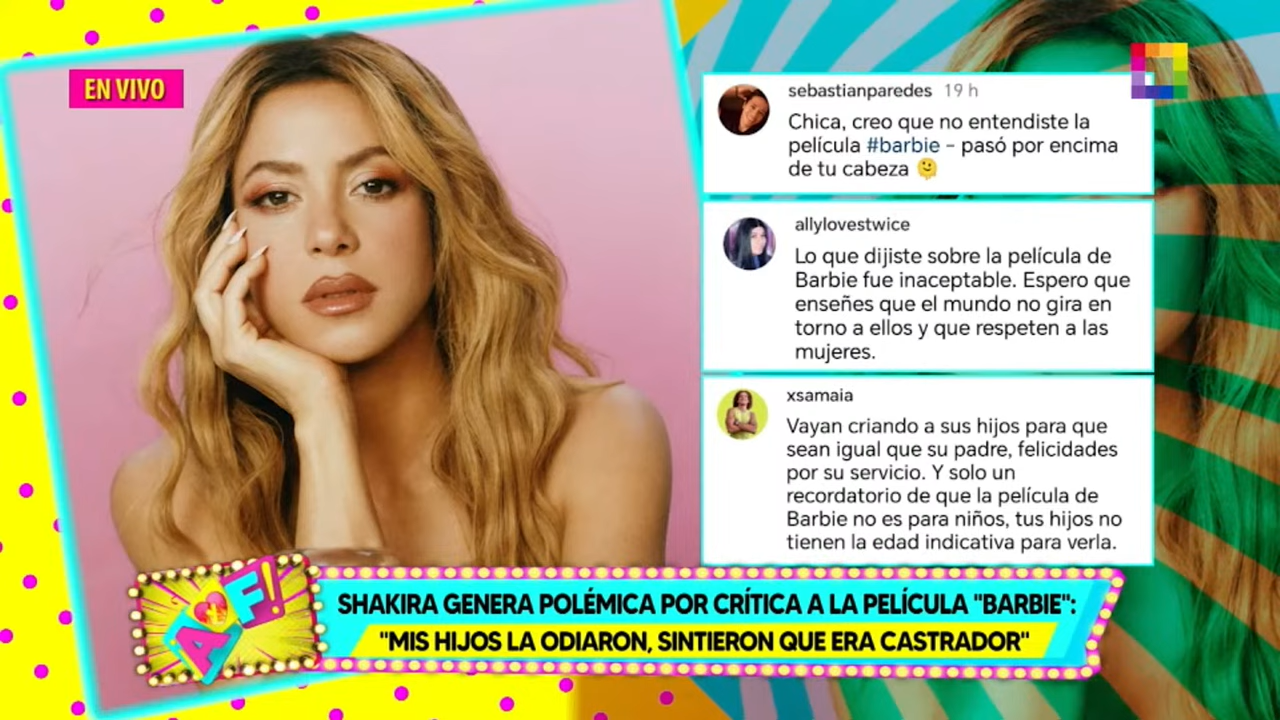 EN VIVO
sebastianparedes 19 h
Chica, creo que no entendiste la
película #barbie - pasó por encima
de tu cabeza 🫠
allylovestwice
Lo que dijiste sobre la película de
Barbie fue inaceptable. Espero que
enseñes que el mundo no gira en
torno a ellos y que respeten a las
mujeres.
xsamaia
Vayan criando a sus hijos para que
sean igual que su padre, felicidades
por su servicio. Y solo un
recordatorio de que la película de
Barbie no es para niños, tus hijos no
tienen la edad indicativa para verla.
¡A&F!
SHAKIRA GENERA POLÉMICA POR CRÍTICA A LA PELÍCULA "BARBIE":
"MIS HIJOS LA ODIARON, SINTIERON QUE ERA CASTRADOR"